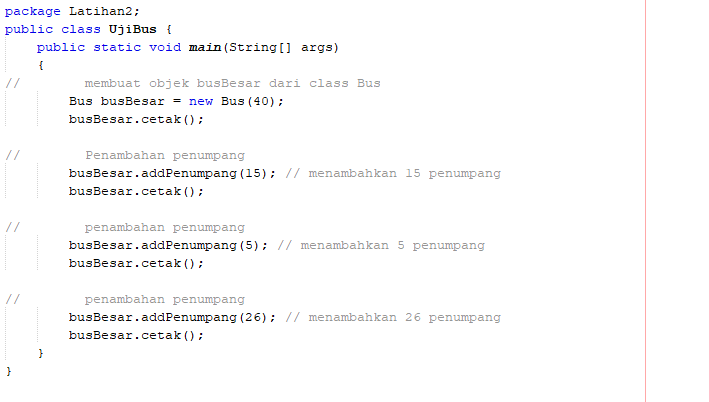 package Latihan2;
public class UjiBus {
    public static void main(String[] args)
    {
//        membuat objek busBesar dari class Bus
        Bus busBesar = new Bus(40);
        busBesar.cetak();

//        Penambahan penumpang
        busBesar.addPenumpang(15); // menambahkan 15 penumpang
        busBesar.cetak();

//        penambahan penumpang
        busBesar.addPenumpang(5); // menambahkan 5 penumpang
        busBesar.cetak();

//        penambahan penumpang
        busBesar.addPenumpang(26); // menambahkan 26 penumpang
        busBesar.cetak();
    }
}